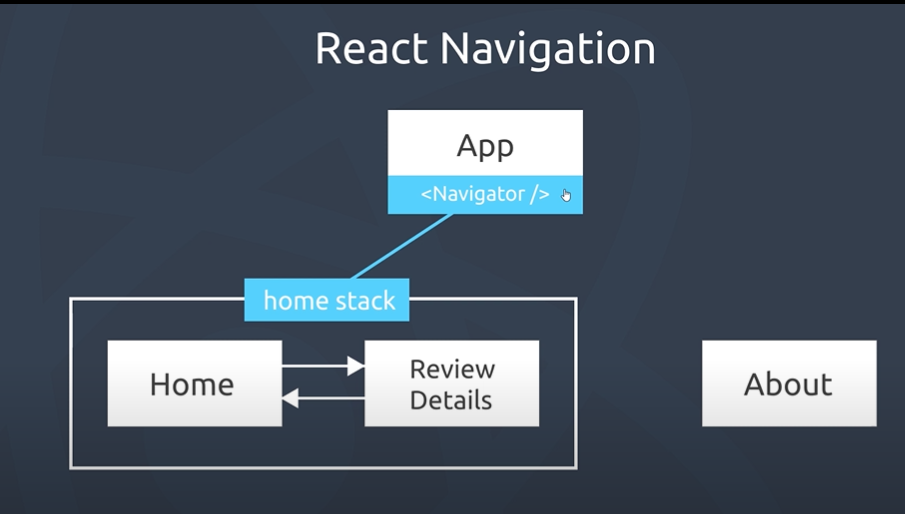 React Navigation
App
<Navigator />
home stack
Home
Review
Details
About